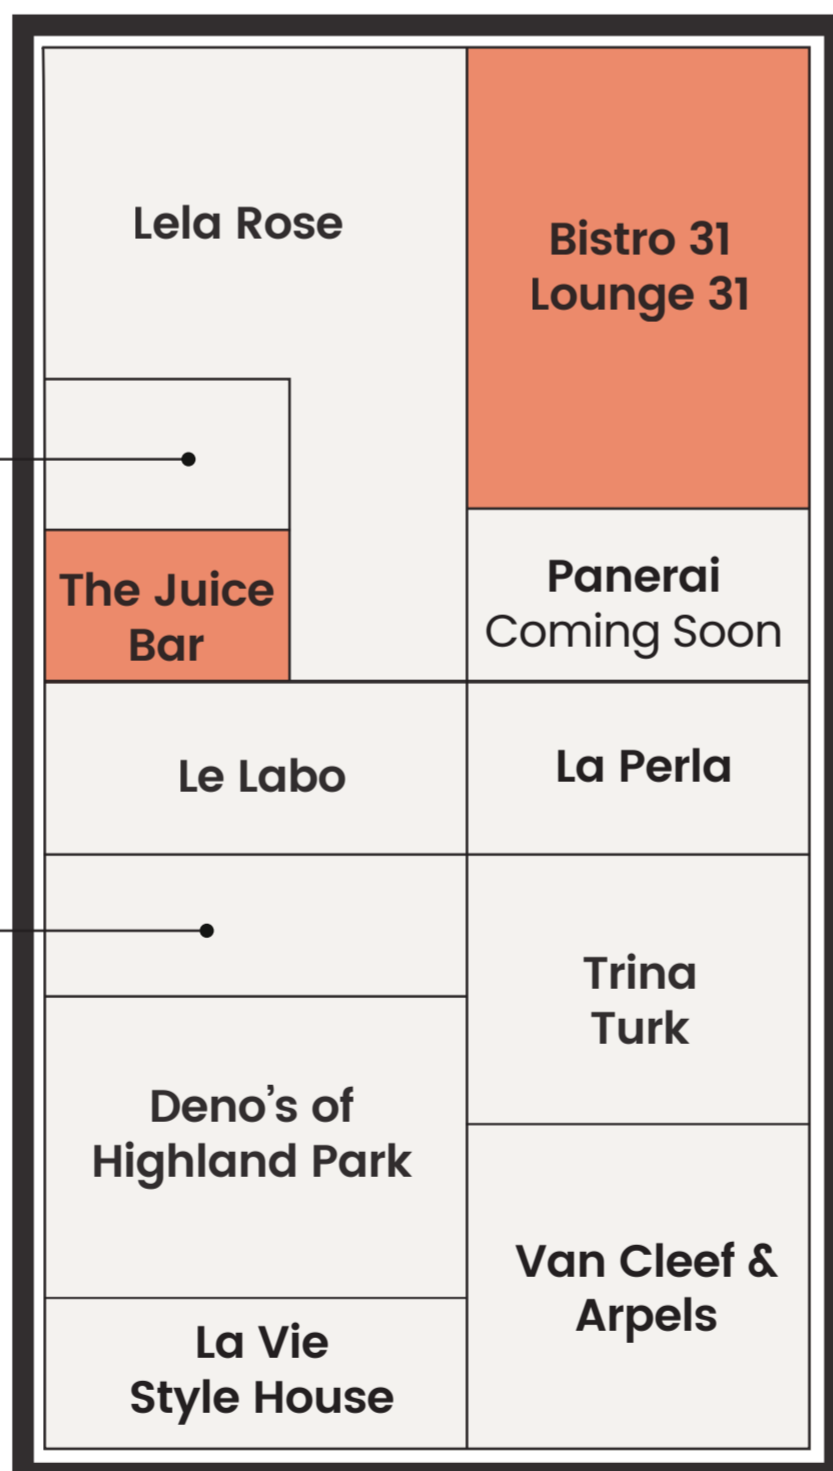 Lela Rose
Bistro 31
Lounge 31
The Juice
Bar
Panerai
Coming Soon
Le Labo
La Perla
Trina
Turk
Deno’s of
Highland Park
Van Cleef &
Arpels
La Vie
Style House